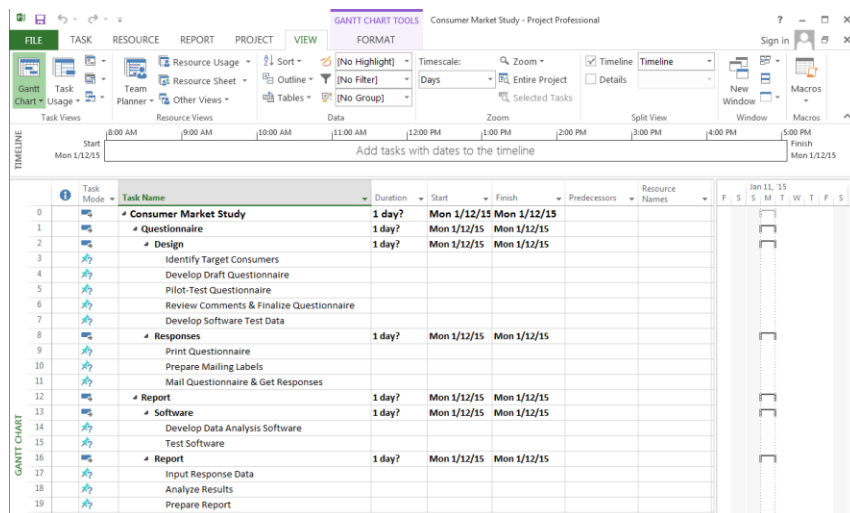 GANTT CHART TOOLS Consumer Market Study - Project Professional ?
FILE TASK RESOURCE REPORT PROJECT VIEW FORMAT Sign in
Gantt Chart
Task Usage
Task Views
Team Planner
Resource Usage
Resource Sheet
Other Views
Resource Views
Sort
Outline
Tables
[No Highlight]
[No Filter]
[No Group]
Data
Timescale:
Days
Zoom
Entire Project
Selected Tasks
Zoom
Timeline Timeline
Details
Split View
New Window
Window
Macros
Macros
TIMELINE
8:00 AM 9:00 AM 10:00 AM 11:00 AM 12:00 PM 1:00 PM 2:00 PM 3:00 PM 4:00 PM 5:00 PM
Start
Mon 1/12/15
Add tasks with dates to the timeline
Finish
Mon 1/12/15
GANTT CHART
Task Mode Task Name Duration Start Finish Predecessors Resource Names
Jan 11, '15
F S S M T W T F S
0 Consumer Market Study 1 day? Mon 1/12/15 Mon 1/12/15
1 Questionnaire 1 day? Mon 1/12/15 Mon 1/12/15
2 Design 1 day? Mon 1/12/15 Mon 1/12/15
3 Identify Target Consumers
4 Develop Draft Questionnaire
5 Pilot-Test Questionnaire
6 Review Comments & Finalize Questionnaire
7 Develop Software Test Data
8 Responses 1 day? Mon 1/12/15 Mon 1/12/15
9 Print Questionnaire
10 Prepare Mailing Labels
11 Mail Questionnaire & Get Responses
12 Report 1 day? Mon 1/12/15 Mon 1/12/15
13 Software 1 day? Mon 1/12/15 Mon 1/12/15
14 Develop Data Analysis Software
15 Test Software
16 Report 1 day? Mon 1/12/15 Mon 1/12/15
17 Input Response Data
18 Analyze Results
19 Prepare Report